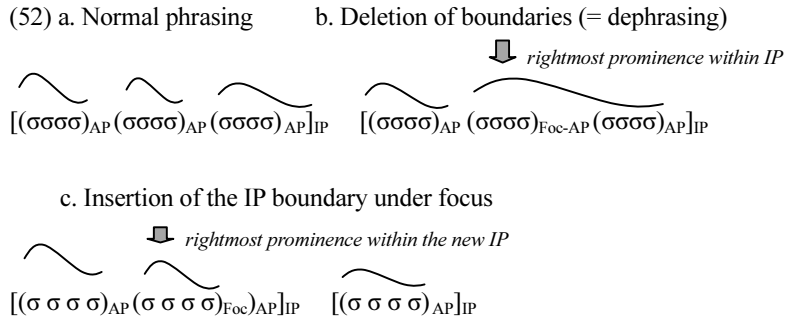 (52) a. Normal phrasing b. Deletion of boundaries (= dephrasing)
rightmost prominence within IP
[(σσσσ)AP (σσσσ)AP (σσσσ) AP]IP [(σσσσ)AP (σσσσ)Foc-AP (σσσσ)AP]IP
c. Insertion of the IP boundary under focus
rightmost prominence within the new IP
[(σ σ σ σ)AP (σ σ σ σ)Foc)AP]IP [(σ σ σ σ)AP]IP